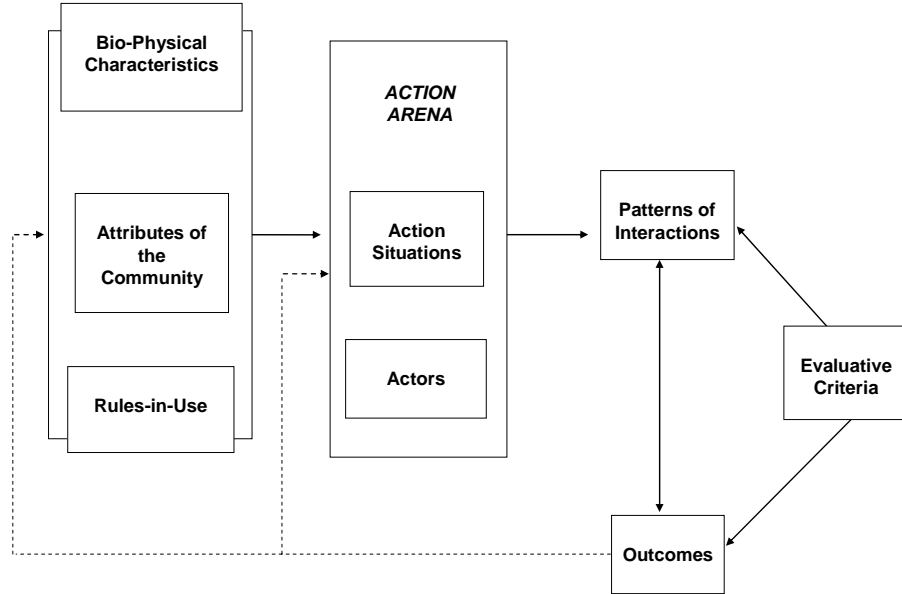 Bio-Physical
Characteristics
Attributes of
the
Community
Rules-in-Use
ACTION
ARENA
Action
Situations
Actors
Patterns of
Interactions
Outcomes
Evaluative
Criteria